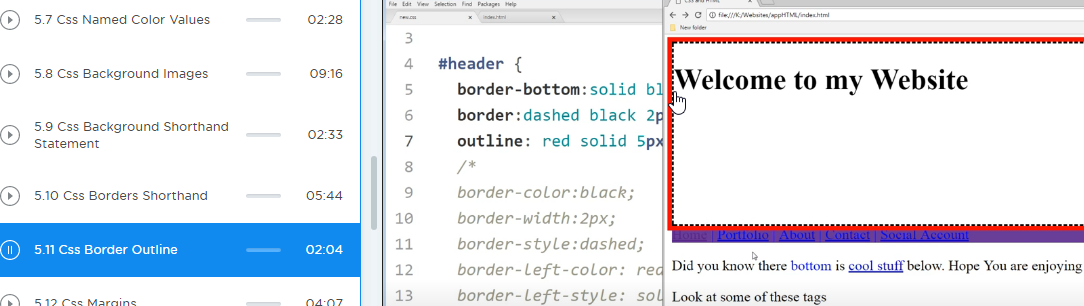 5.7 Css Named Color Values 02:28
5.8 Css Background Images 09:16
5.9 Css Background Shorthand
Statement 02:33
5.10 Css Borders Shorthand 05:44
5.11 Css Border Outline 02:04
5.12 Css Margins 04:07
File Edit View Selection Find Packages Help
new.css × index.html ×
3
4 #header {
5 border-bottom:solid bl
6 border:dashed black 2p
7 outline: red solid 5px
8 /*
9 border-color:black;
10 border-width:2px;
11 border-style:dashed;
12 border-left-color: red
13 border-left-style: sol
Css and HTML
file:///K:/Websites/appHTML/index.html
New folder
Welcome to my Website
Home | Portfolio | About | Contact | Social Account
Did you know there bottom is cool stuff below. Hope You are enjoying
Look at some of these tags